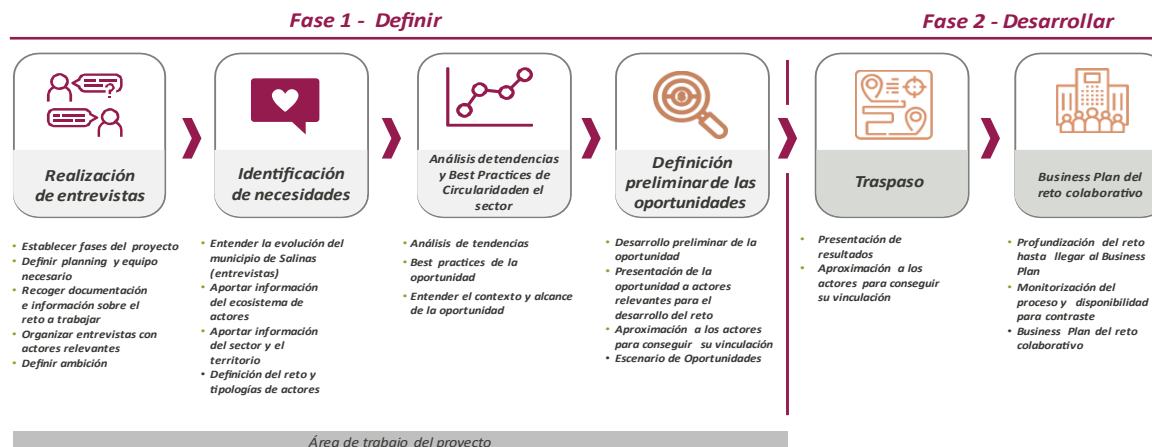 Fase 1 - Definir
Fase 2 - Desarrollar
?
Realización
de entrevistas
Identificación
de necesidades
Análisis de tendencias
y Best Practices de
Circularidaden el
sector
Definición
preliminar de las
oportunidades
Traspaso
Business Plan del
reto colaborativo
• Establecer fases del proyecto
• Definir planning y equipo
necesario
• Recoger documentación
e información sobre el
reto a trabajar
• Organizar entrevistas con
actores relevantes
• Definir ambición
• Entender la evolución del
municipio de Salinas
(entrevistas)
• Aportar información
del ecosistema de
actores
• Aportar información
del sector y el
territorio
• Definición del reto y
tipologías de actores
• Análisis de tendencias
• Best practices de la
oportunidad
• Entender el contexto y alcance
de la oportunidad
• Desarrollo preliminar de la
oportunidad
• Presentación de la
oportunidad a actores
relevantes para el
desarrollo del reto
• Aproximación a los actores
para conseguir su vinculación
• Escenario de Oportunidades
• Presentación de
resultados
• Aproximación a los
actores para conseguir
su vinculación
• Profundización del reto
hasta llegar al Business
Plan
• Monitorización del
proceso y disponibilidad
para contraste
• Business Plan del reto
colaborativo
Área de trabajo del proyecto